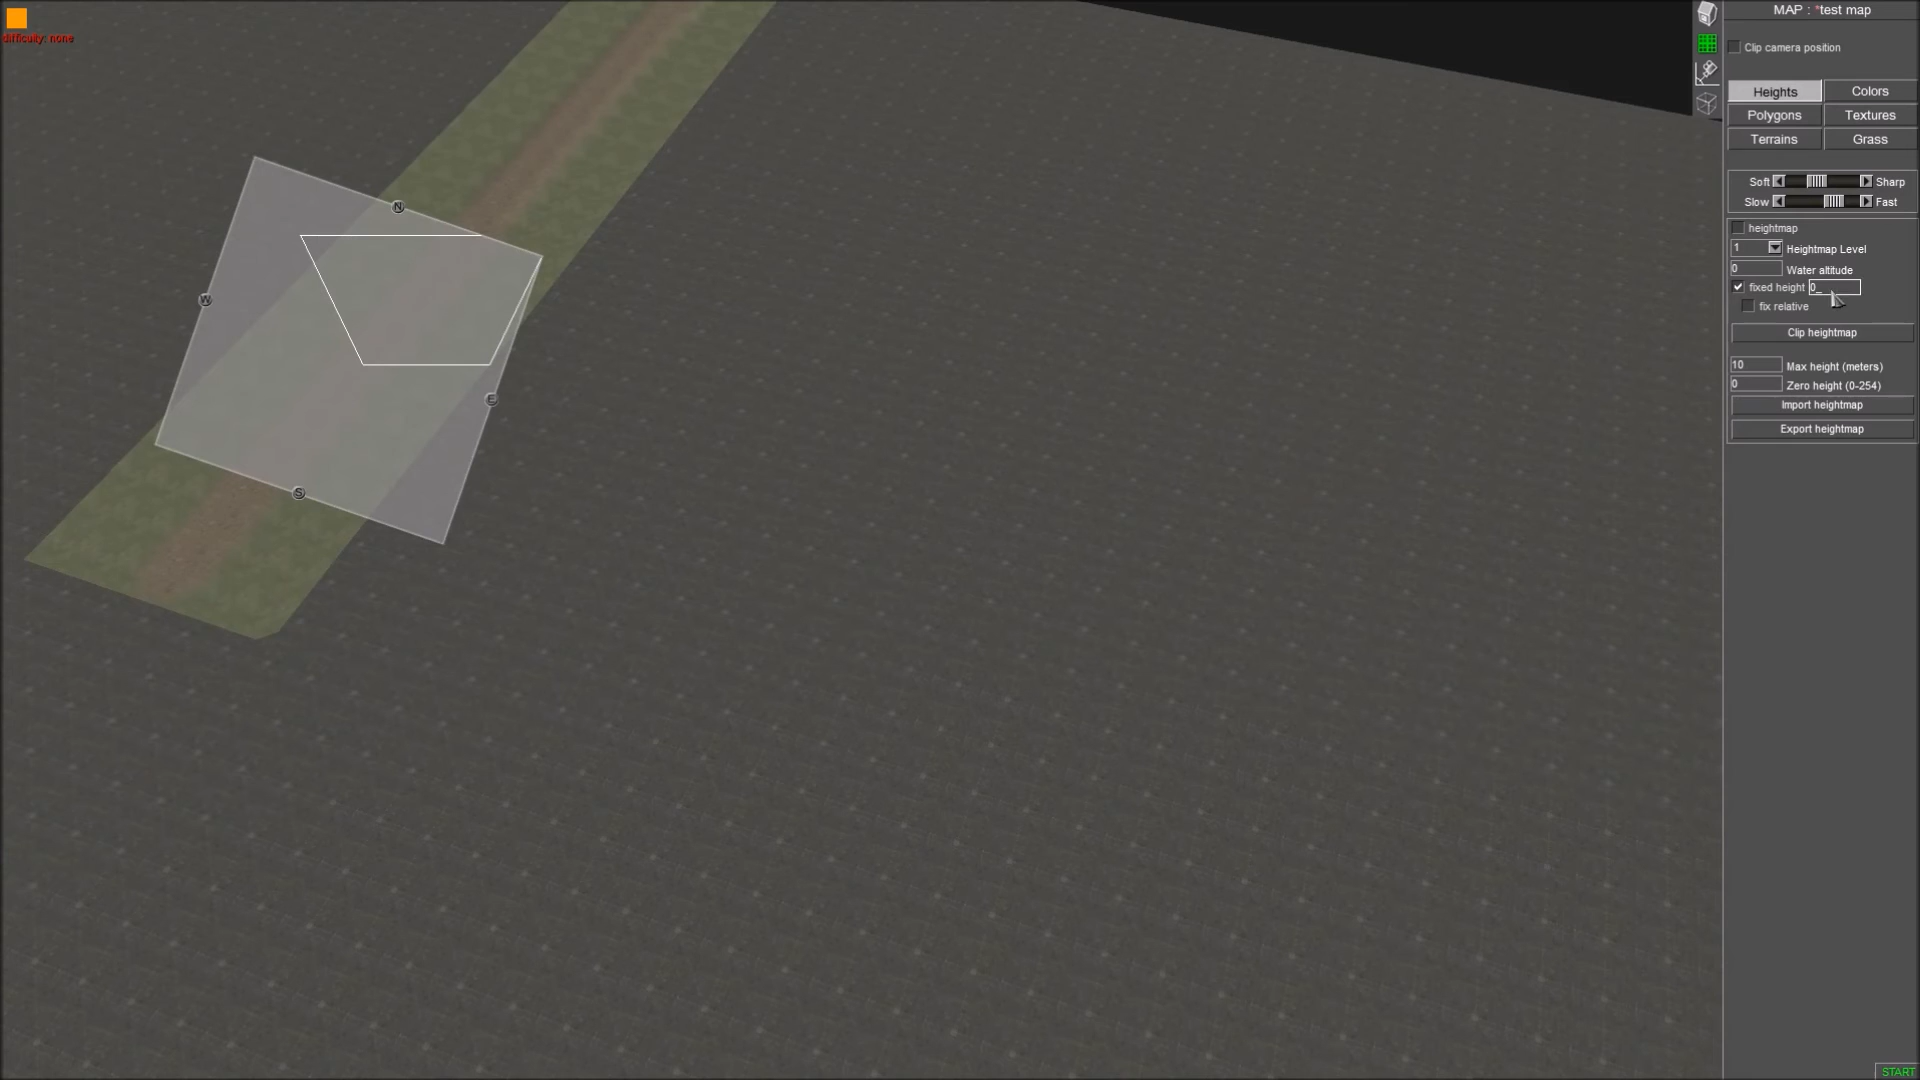 difficulty: none
MAP : *test map
Clip camera position
Heights Colors
Polygons Textures
Terrains Grass
Soft Sharp
Slow Fast
heightmap
1 Heightmap Level
0 Water altitude
fixed height 0_
fix relative
Clip heightmap
10 Max height (meters)
0 Zero height (0-254)
Import heightmap
Export heightmap
N
W
E
S
START